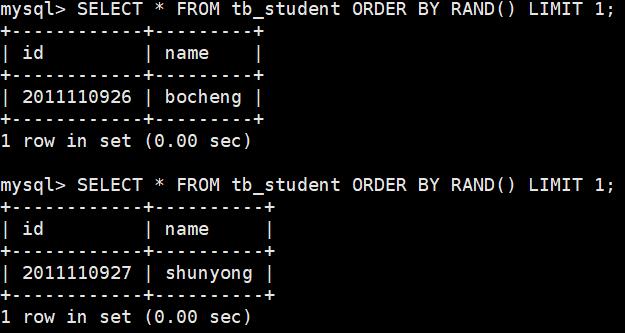 mysql> SELECT * FROM tb_student ORDER BY RAND() LIMIT 1;
+------------+---------+
| id         | name    |
+------------+---------+
| 2011110926 | bocheng |
+------------+---------+
1 row in set (0.00 sec)

mysql> SELECT * FROM tb_student ORDER BY RAND() LIMIT 1;
+------------+----------+
| id         | name     |
+------------+----------+
| 2011110927 | shunyong |
+------------+----------+
1 row in set (0.00 sec)